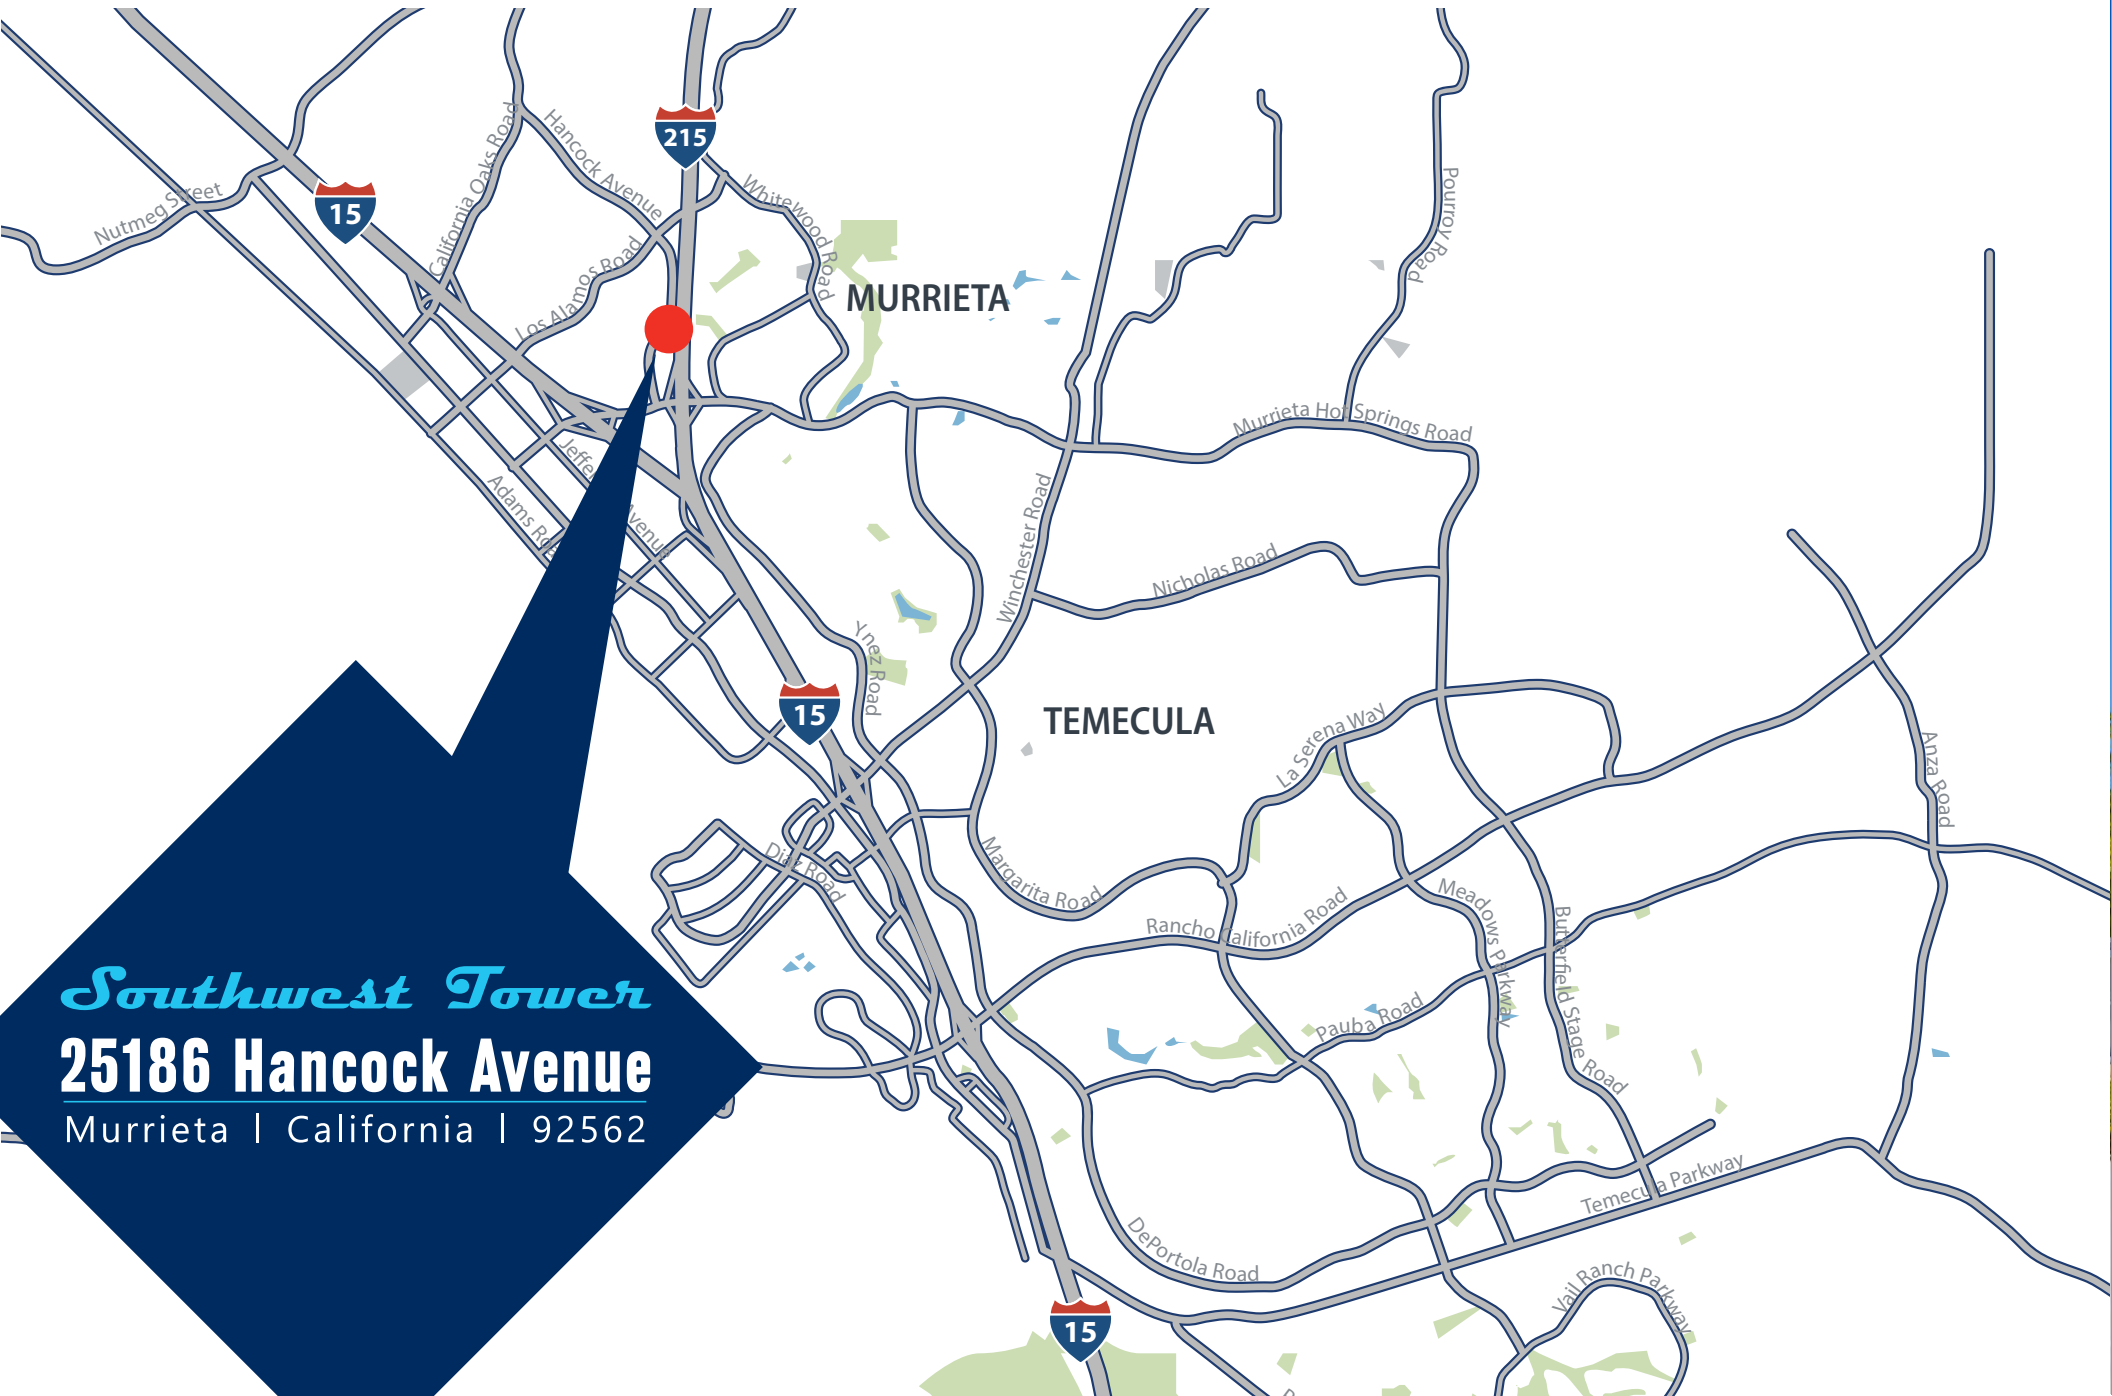 215
15
Nutmeg Street
California Oaks Road
Hancock Avenue
Whitewood Road
Los Alamos Road
MURRIETA
Pourroy Road
Murrieta Hot Springs Road
Adams
Avenue
Winchester Road
Nicholas Road
Ynez Road
15
TEMECULA
La Serena Way
Anza Road
Diaz Road
Margarita Road
Rancho California Road
Meadows Parkway
Butterfield Stage Road
Pauba Road
Southwest Tower
25186 Hancock Avenue
Murrieta | California | 92562
Temecula Parkway
DePortola Road
Vail Ranch Parkway
15